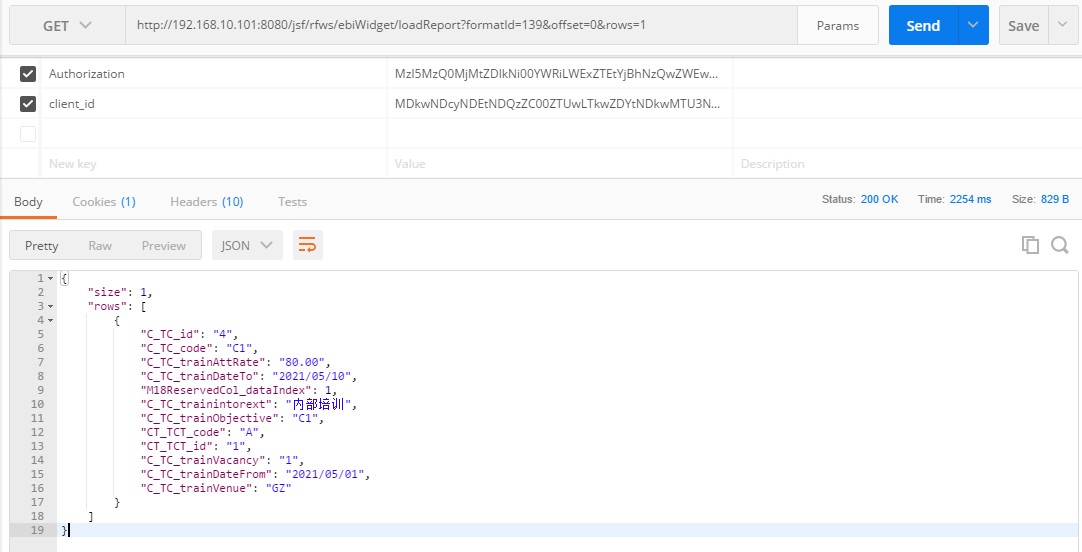 GET http://192.168.10.101:8080/jsf/rfws/ebiWidget/loadReport?formatId=139&offset=0&rows=1 Params Send Save
Authorization MzI5MzQ0MjMtZDlkNi00YWRiLWExZTEtYjBhNzQwZWEw...
client_id MDkwNDcyNDEtNDQzZC00ZTUwLTkwZDYtNDkwMTU3N...
New key Value Description
Body Cookies (1) Headers (10) Tests Status: 200 OK Time: 2254 ms Size: 829 B
Pretty Raw Preview JSON
1 {
2 "size": 1,
3 "rows": [
4 {
5 "C_TC_id": "4",
6 "C_TC_code": "C1",
7 "C_TC_trainAttRate": "80.00",
8 "C_TC_trainDateTo": "2021/05/10",
9 "M18ReservedCol_dataIndex": 1,
10 "C_TC_trainintorext": "内部培训",
11 "C_TC_trainObjective": "C1",
12 "CT_TCT_code": "A",
13 "CT_TCT_id": "1",
14 "C_TC_trainVacancy": "1",
15 "C_TC_trainDateFrom": "2021/05/01",
16 "C_TC_trainVenue": "GZ"
17 }
18 ]
19 }